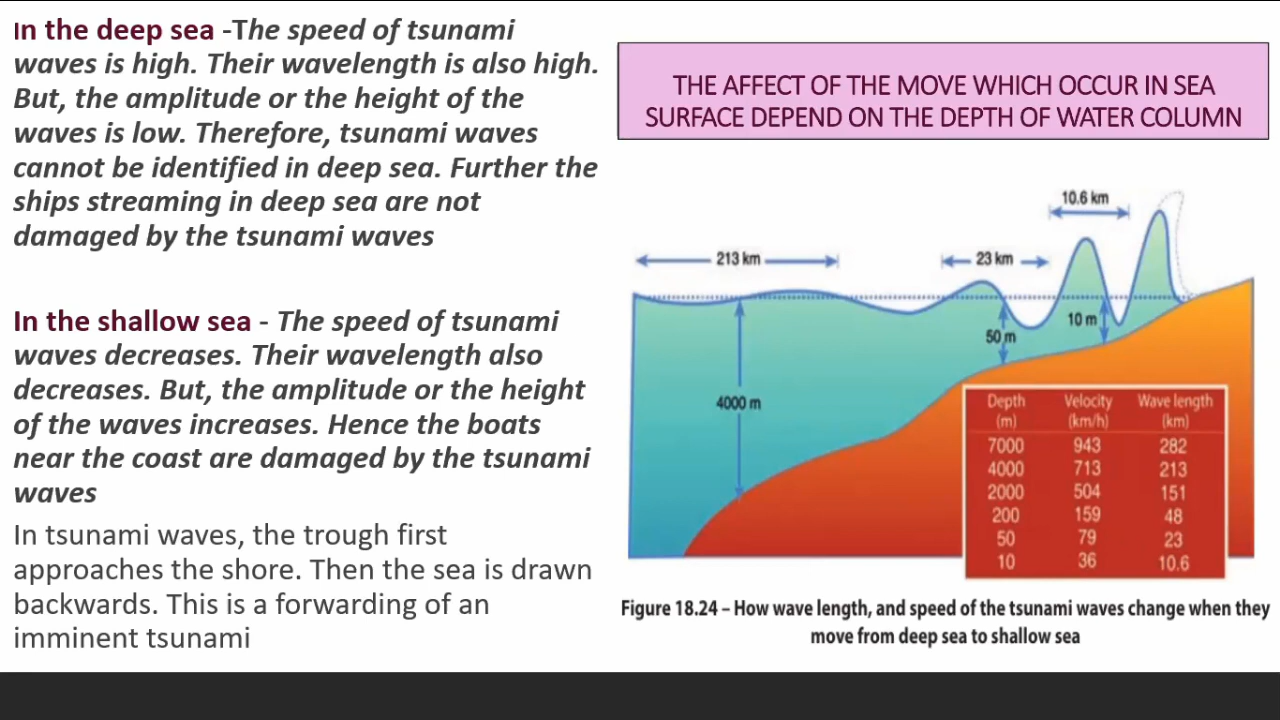 In the deep sea -The speed of tsunami
waves is high. Their wavelength is also high.
But, the amplitude or the height of the
waves is low. Therefore, tsunami waves
cannot be identified in deep sea. Further the
ships streaming in deep sea are not
damaged by the tsunami waves
In the shallow sea - The speed of tsunami
waves decreases. Their wavelength also
decreases. But, the amplitude or the height
of the waves increases. Hence the boats
near the coast are damaged by the tsunami
waves
In tsunami waves, the trough first
approaches the shore. Then the sea is drawn
backwards. This is a forwarding of an
imminent tsunami
THE AFFECT OF THE MOVE WHICH OCCUR IN SEA
SURFACE DEPEND ON THE DEPTH OF WATER COLUMN
10.6 km
213 km
23 km
10 m
50 m
4000 m
Depth Velocity Wave length
(m) (km/h) (km)
7000 943 282
4000 713 213
2000 504 151
200 159 48
50 79 23
10 36 10.6
Figure 18.24 – How wave length, and speed of the tsunami waves change when they
move from deep sea to shallow sea